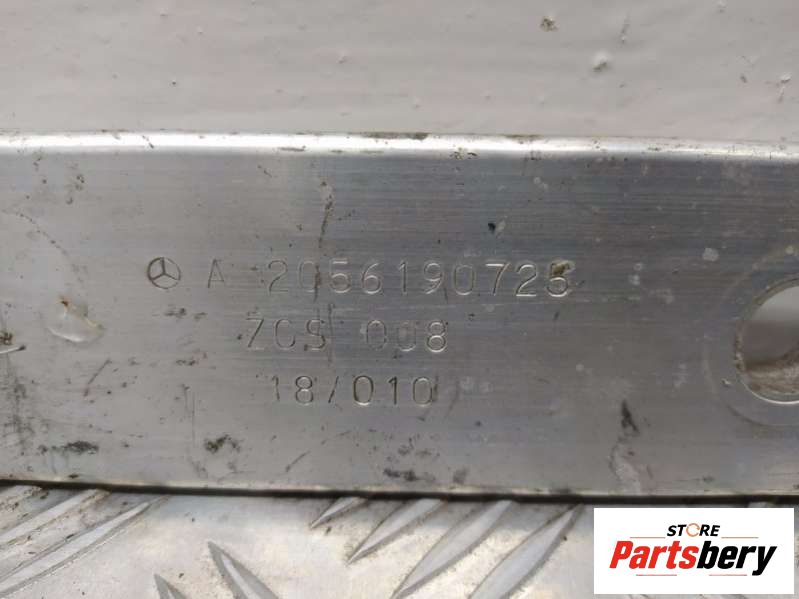 A 2056190725
ZCS 008
18/010
STORE
Partsbery